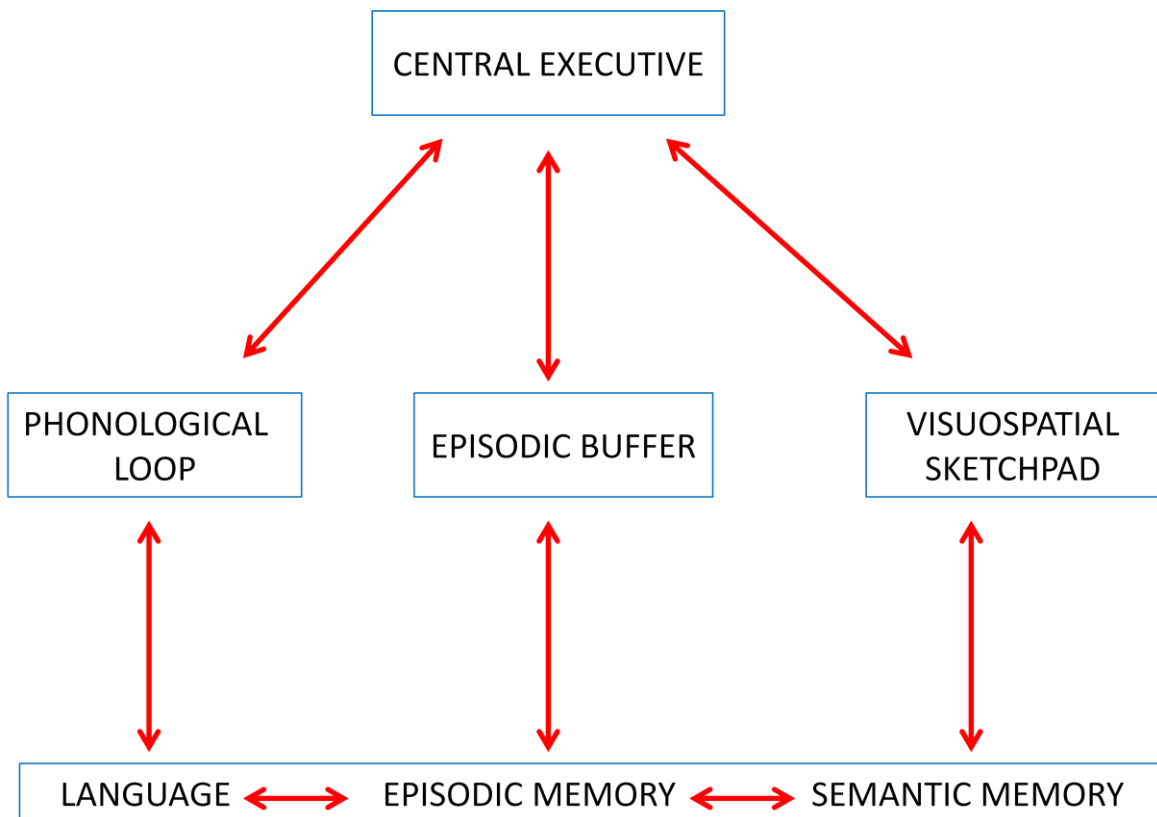 CENTRAL EXECUTIVE
PHONOLOGICAL
LOOP
EPISODIC BUFFER
VISUOSPATIAL
SKETCHPAD
LANGUAGE
EPISODIC MEMORY
SEMANTIC MEMORY